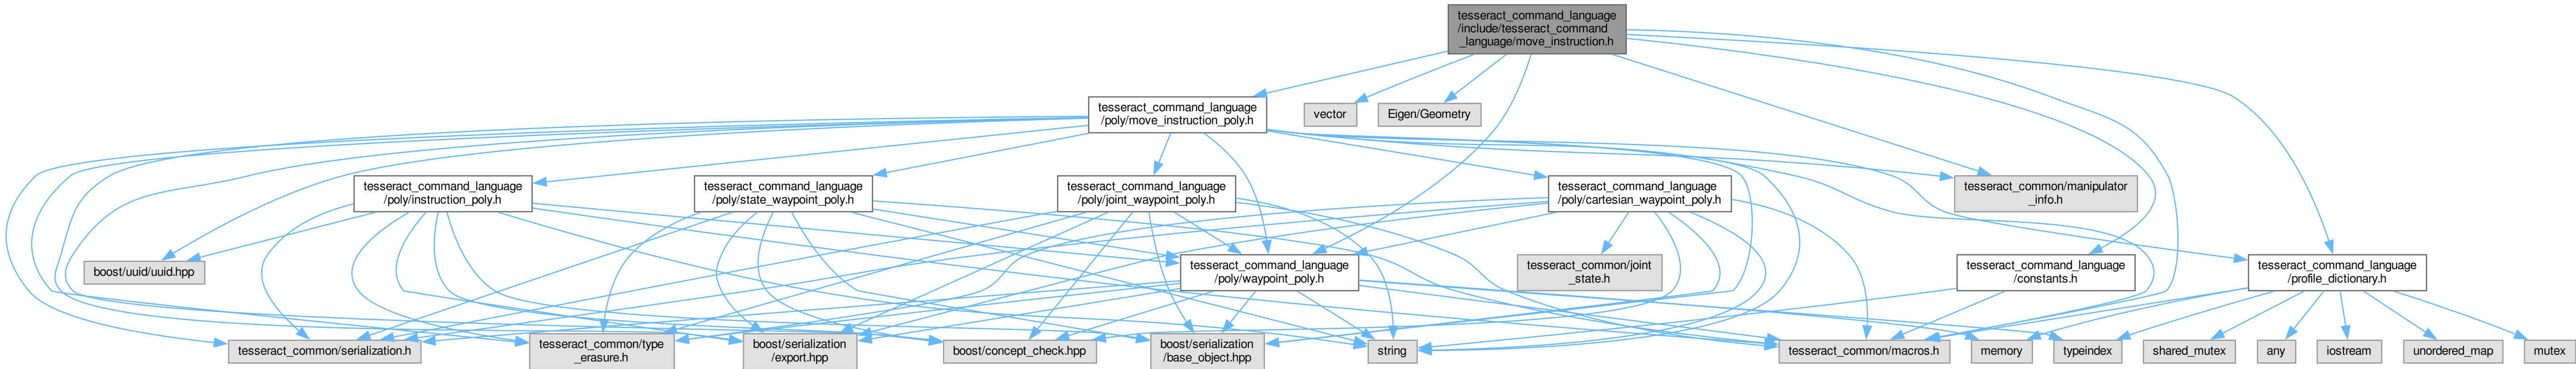 tesseract_command_language
/include/tesseract_command
_language/move_instruction.h
tesseract_command_language
/poly/move_instruction_poly.h
vector
Eigen/Geometry
tesseract_command_language
/poly/instruction_poly.h
tesseract_command_language
/poly/state_waypoint_poly.h
tesseract_command_language
/poly/joint_waypoint_poly.h
tesseract_command_language
/poly/cartesian_waypoint_poly.h
tesseract_common/manipulator
_info.h
boost/uuid/uuid.hpp
tesseract_command_language
/poly/waypoint_poly.h
tesseract_common/joint
_state.h
tesseract_command_language
/constants.h
tesseract_command_language
/profile_dictionary.h
tesseract_common/serialization.h
tesseract_common/type
_erasure.h
boost/serialization
/export.hpp
boost/concept_check.hpp
boost/serialization
/base_object.hpp
string
tesseract_common/macros.h
memory
typeindex
shared_mutex
any
iostream
unordered_map
mutex